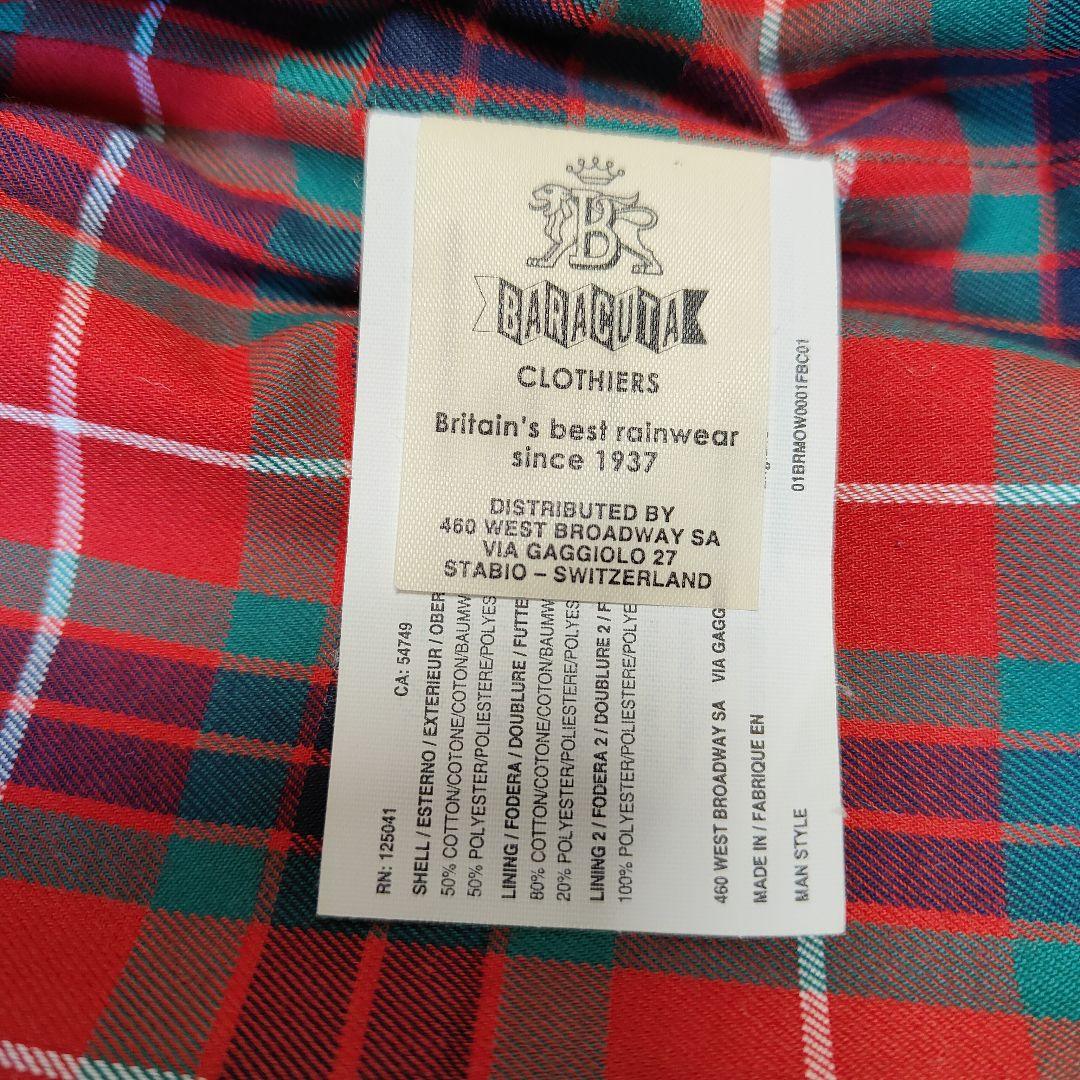 B
BARACUTA
CLOTHIERS
Britain's best rainwear
since 1937
DISTRIBUTED BY
460 WEST BROADWAY SA
VIA GAGGIOLO 27
STABIO – SWITZERLAND
RN: 125041 CA: 54749
SHELL / ESTERNO / EXTERIEUR / OBER
50% COTTON/COTONE/COTON/BAUMW
50% POLYESTER/POLIESTERE/POLYES
LINING / FODERA / DOUBLURE / FUTTE
80% COTTON/COTONE/COTON/BAUMW
20% POLYESTER/POLIESTERE/POLYES
LINING 2 / FODERA 2 / DOUBLURE 2 / F
100% POLYESTER/POLIESTERE/POLYE
460 WEST BROADWAY SA VIA GAGG
MADE IN / FABRIQUE EN
MAN STYLE 01BRMOW0001FBC01